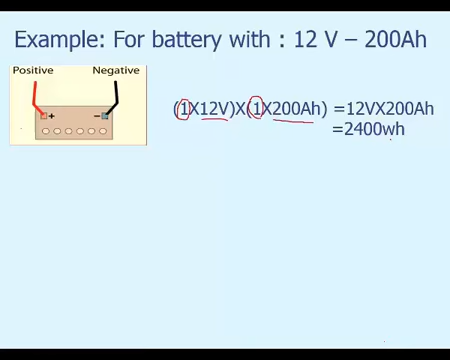 Example: For battery with : 12 V – 200Ah
Positive Negative
+ –
(1X12V)X(1X200Ah) =12VX200Ah
=2400wh